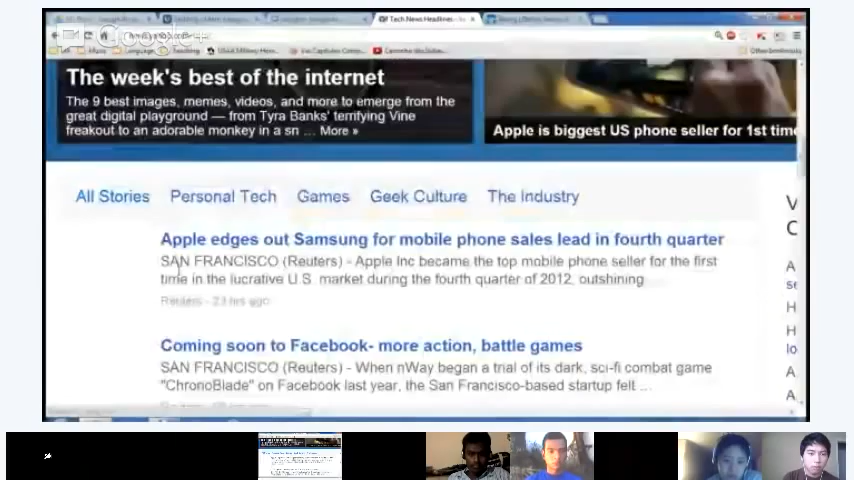 Tech News Headlines
The week's best of the internet
The 9 best images, memes, videos, and more to emerge from the
great digital playground — from Tyra Banks' terrifying Vine
freakout to an adorable monkey in a sn ... More »
Apple is biggest US phone seller for 1st time
All Stories Personal Tech Games Geek Culture The Industry
Apple edges out Samsung for mobile phone sales lead in fourth quarter
SAN FRANCISCO (Reuters) - Apple Inc became the top mobile phone seller for the first
time in the lucrative U.S. market during the fourth quarter of 2012, outshining
Reuters - 23 hrs ago
Coming soon to Facebook- more action, battle games
SAN FRANCISCO (Reuters) - When nWay began a trial of its dark, sci-fi combat game
"ChronoBlade" on Facebook last year, the San Francisco-based startup felt ...